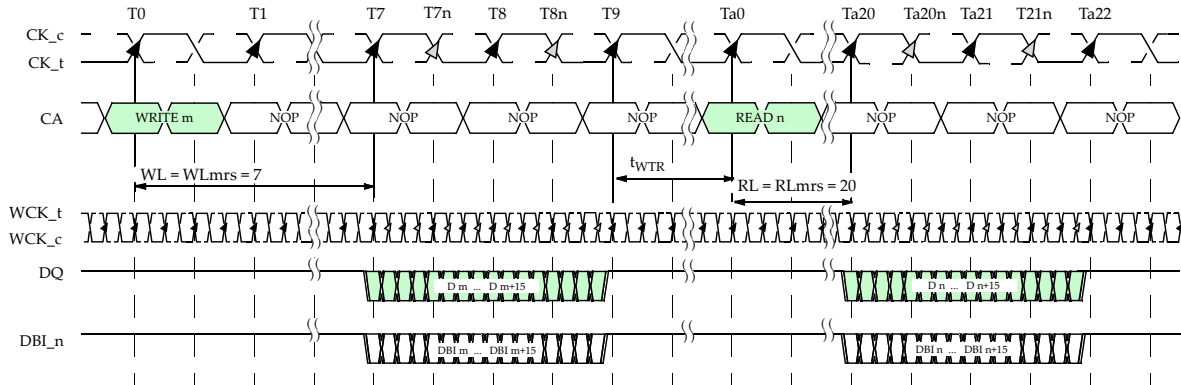 T0 T1 T7 T7n T8 T8n T9 Ta0 Ta20 Ta20n Ta21 T21n Ta22
CK_c
CK_t
CA WRITE m NOP NOP NOP NOP READ n NOP NOP NOP
WL = WLmrs = 7
tWTR
RL = RLmrs = 20
WCK_t
WCK_c
DQ D m ... D m+15 D n ... D n+15
DBI_n DBI m ... DBI m+15 DBI n ... DBI n+15